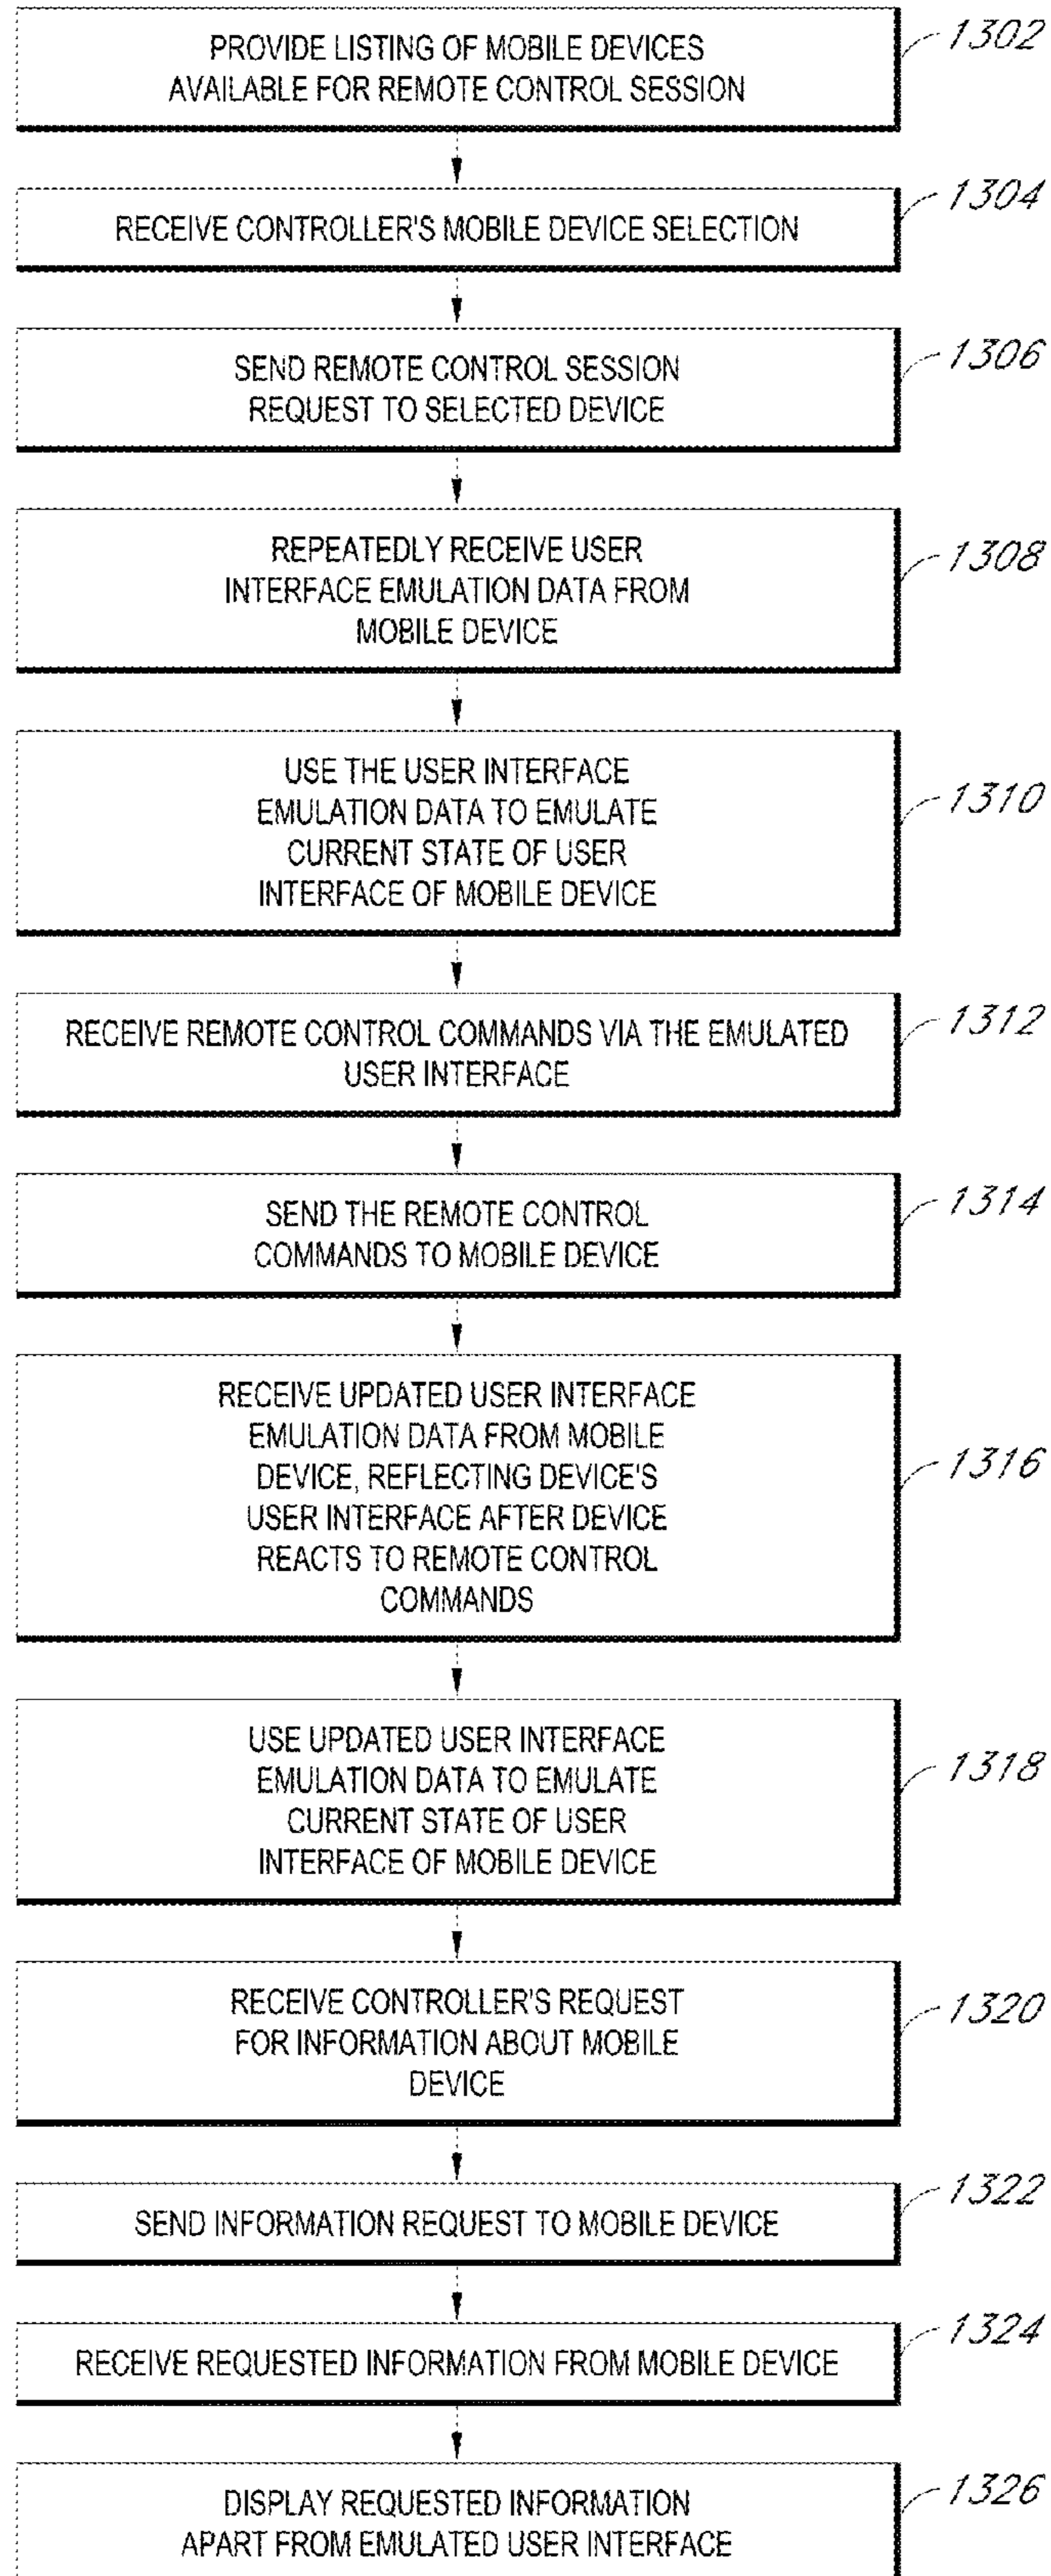 PROVIDE LISTING OF MOBILE DEVICES
AVAILABLE FOR REMOTE CONTROL SESSION
1302
RECEIVE CONTROLLER'S MOBILE DEVICE SELECTION
1304
SEND REMOTE CONTROL SESSION
REQUEST TO SELECTED DEVICE
1306
REPEATEDLY RECEIVE USER
INTERFACE EMULATION DATA FROM
MOBILE DEVICE
1308
USE THE USER INTERFACE
EMULATION DATA TO EMULATE
CURRENT STATE OF USER
INTERFACE OF MOBILE DEVICE
1310
RECEIVE REMOTE CONTROL COMMANDS VIA THE EMULATED
USER INTERFACE
1312
SEND THE REMOTE CONTROL
COMMANDS TO MOBILE DEVICE
1314
RECEIVE UPDATED USER INTERFACE
EMULATION DATA FROM MOBILE
DEVICE, REFLECTING DEVICE'S
USER INTERFACE AFTER DEVICE
REACTS TO REMOTE CONTROL
COMMANDS
1316
USE UPDATED USER INTERFACE
EMULATION DATA TO EMULATE
CURRENT STATE OF USER
INTERFACE OF MOBILE DEVICE
1318
RECEIVE CONTROLLER'S REQUEST
FOR INFORMATION ABOUT MOBILE
DEVICE
1320
SEND INFORMATION REQUEST TO MOBILE DEVICE
1322
RECEIVE REQUESTED INFORMATION FROM MOBILE DEVICE
1324
DISPLAY REQUESTED INFORMATION
APART FROM EMULATED USER INTERFACE
1326